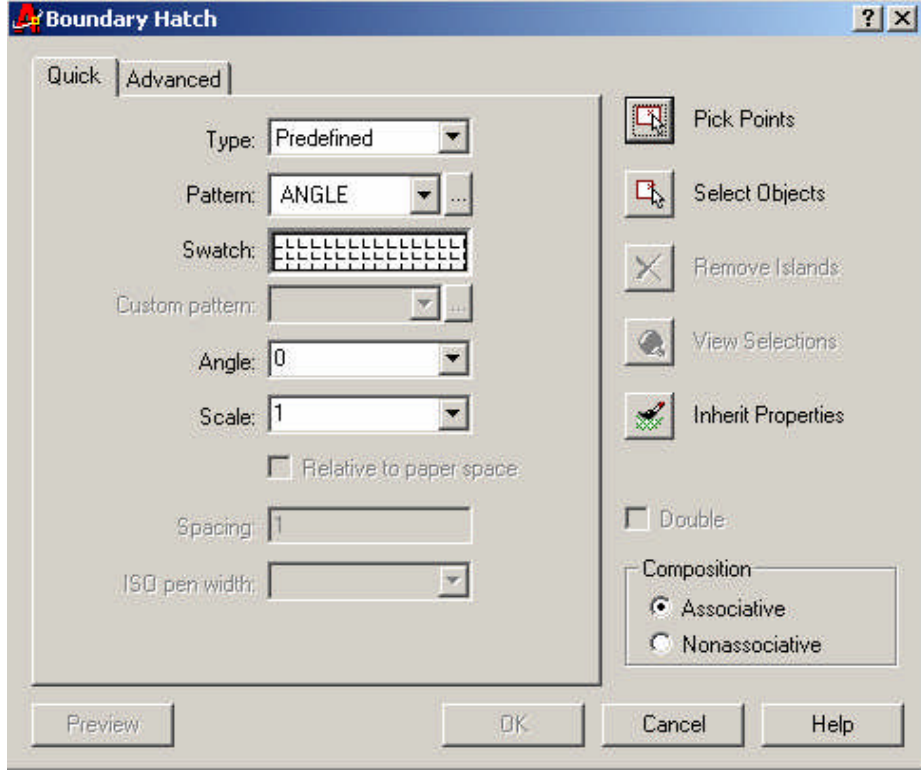 Boundary Hatch
Quick Advanced
Type: Predefined
Pattern: ANGLE ...
Swatch:
Custom pattern: ...
Angle: 0
Scale: 1
Relative to paper space
Spacing: 1
ISO pen width:
Pick Points
Select Objects
Remove Islands
View Selections
Inherit Properties
Double
Composition
Associative
Nonassociative
Preview OK Cancel Help